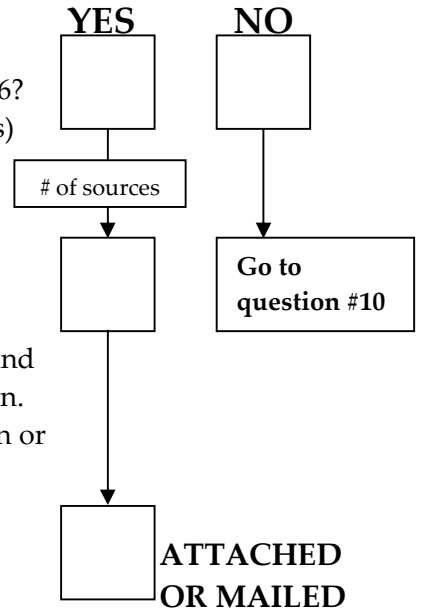 YES NO
6?
s)
# of sources
Go to
question #10
nd
n.
n or
ATTACHED
OR MAILED